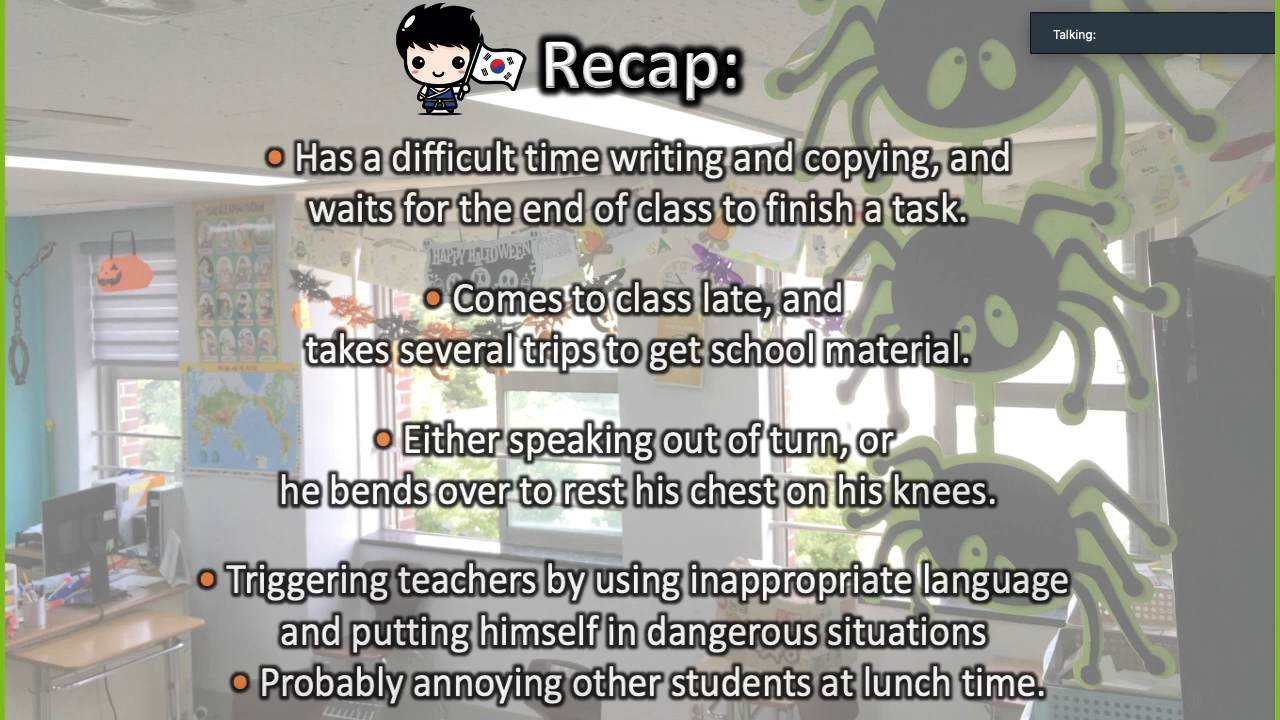 Talking:
Recap:
• Has a difficult time writing and copying, and
waits for the end of class to finish a task.
HAPPY HALLOWEEN
• Comes to class late, and
takes several trips to get school material.
• Either speaking out of turn, or
he bends over to rest his chest on his knees.
• Triggering teachers by using inappropriate language
and putting himself in dangerous situations
• Probably annoying other students at lunch time.